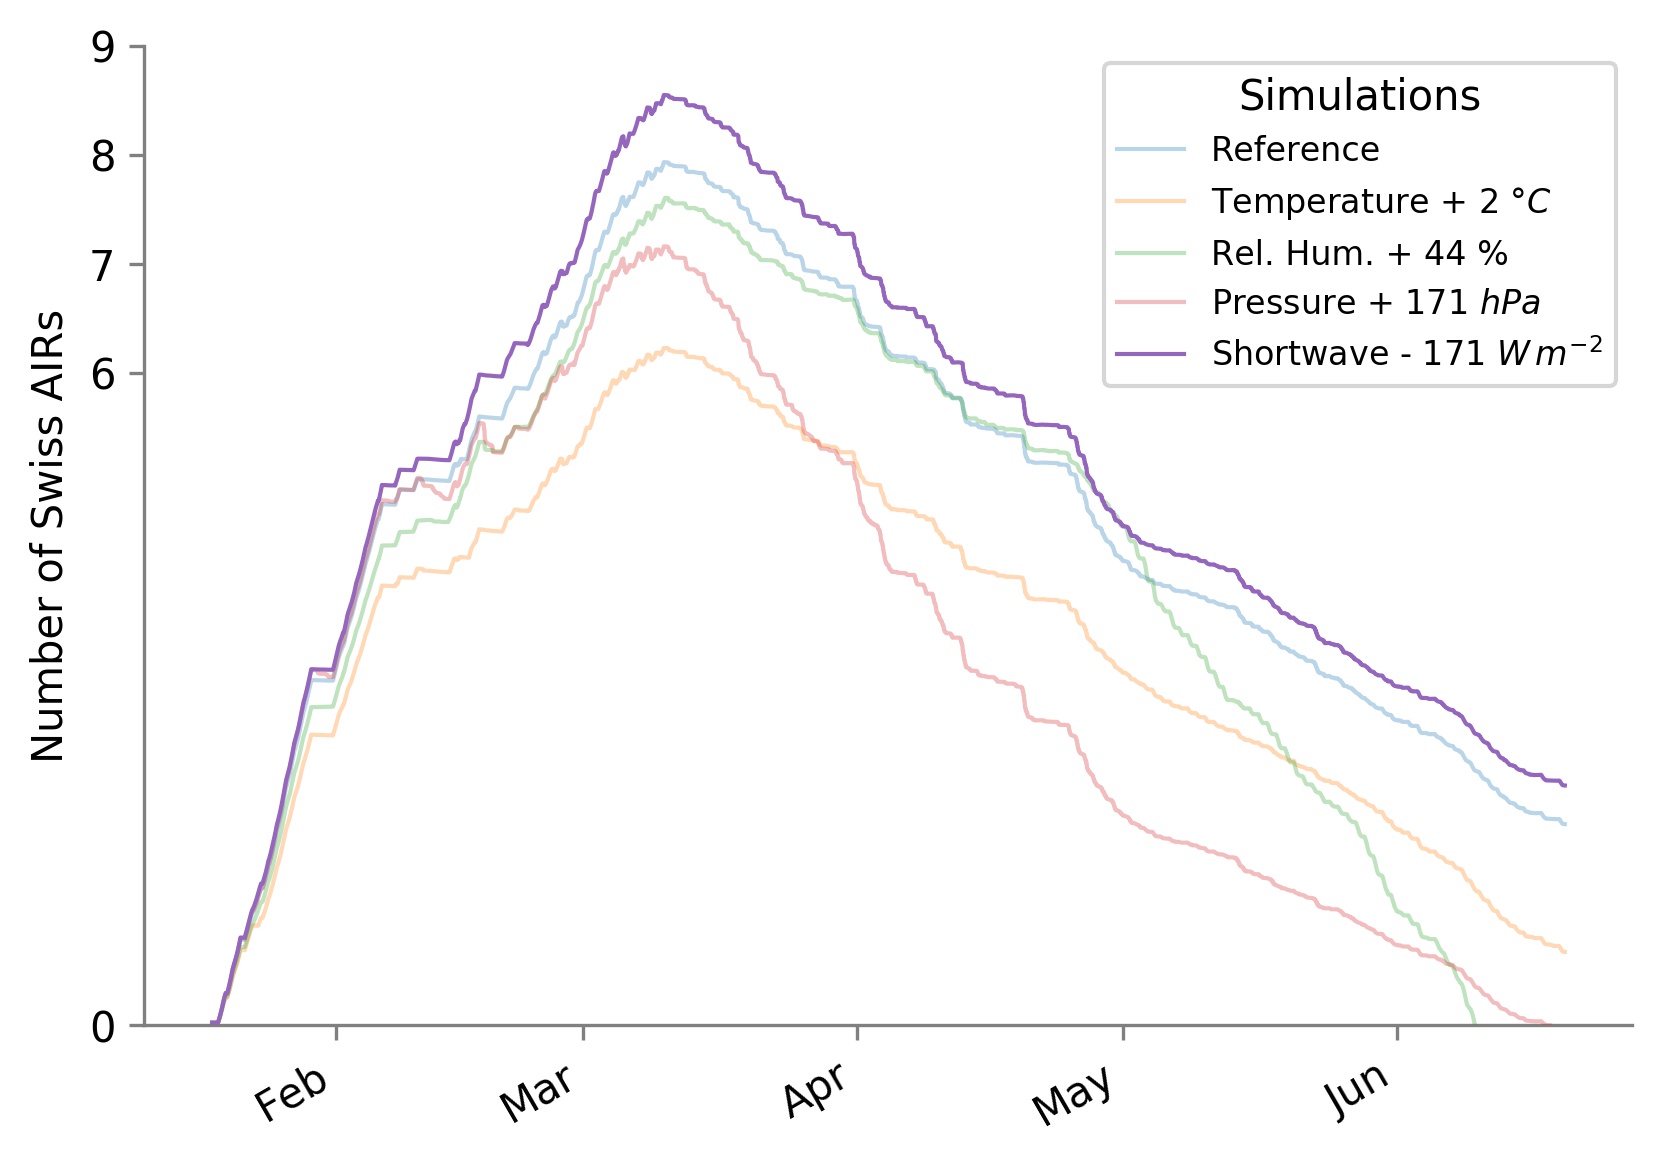 9
8
7
6
0
Number of Swiss AIRs
Simulations
Reference
Temperature + 2 °C
Rel. Hum. + 44 %
Pressure + 171 hPa
Shortwave - 171 W m⁻²
Feb
Mar
Apr
May
Jun